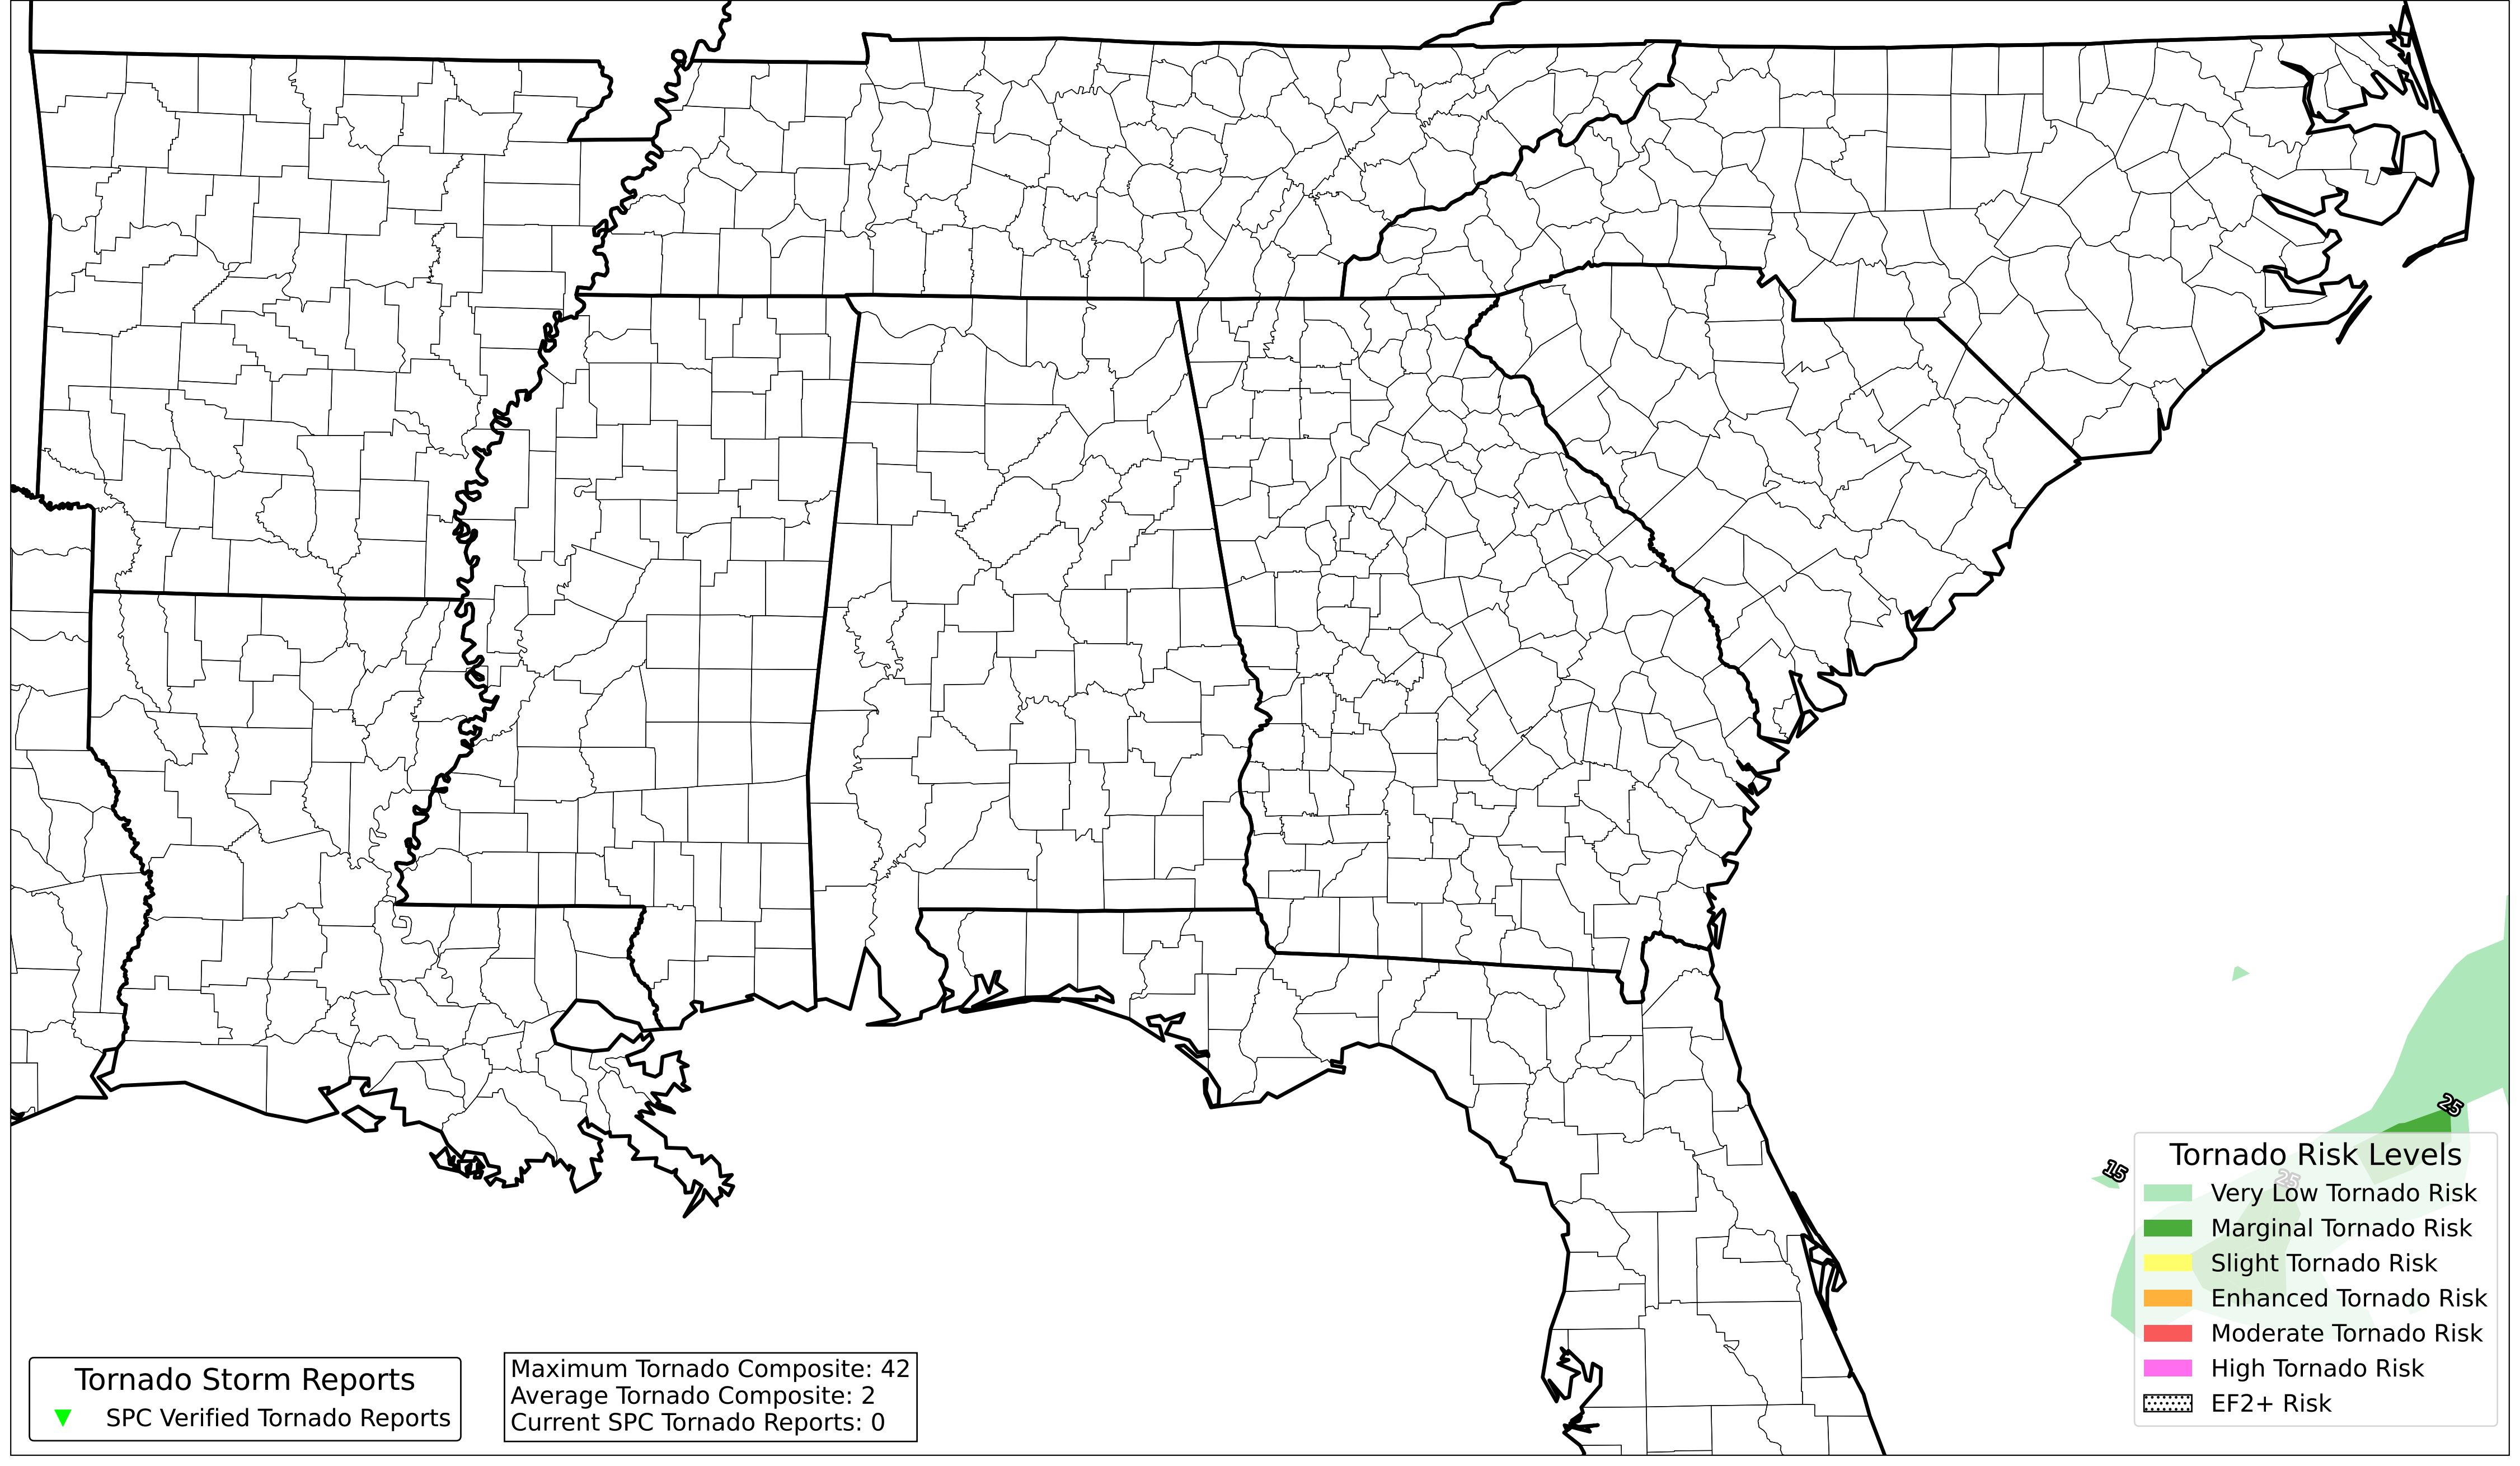 25
15
25
Tornado Risk Levels
Very Low Tornado Risk
Marginal Tornado Risk
Slight Tornado Risk
Enhanced Tornado Risk
Moderate Tornado Risk
High Tornado Risk
EF2+ Risk
Tornado Storm Reports
SPC Verified Tornado Reports
Maximum Tornado Composite: 42
Average Tornado Composite: 2
Current SPC Tornado Reports: 0